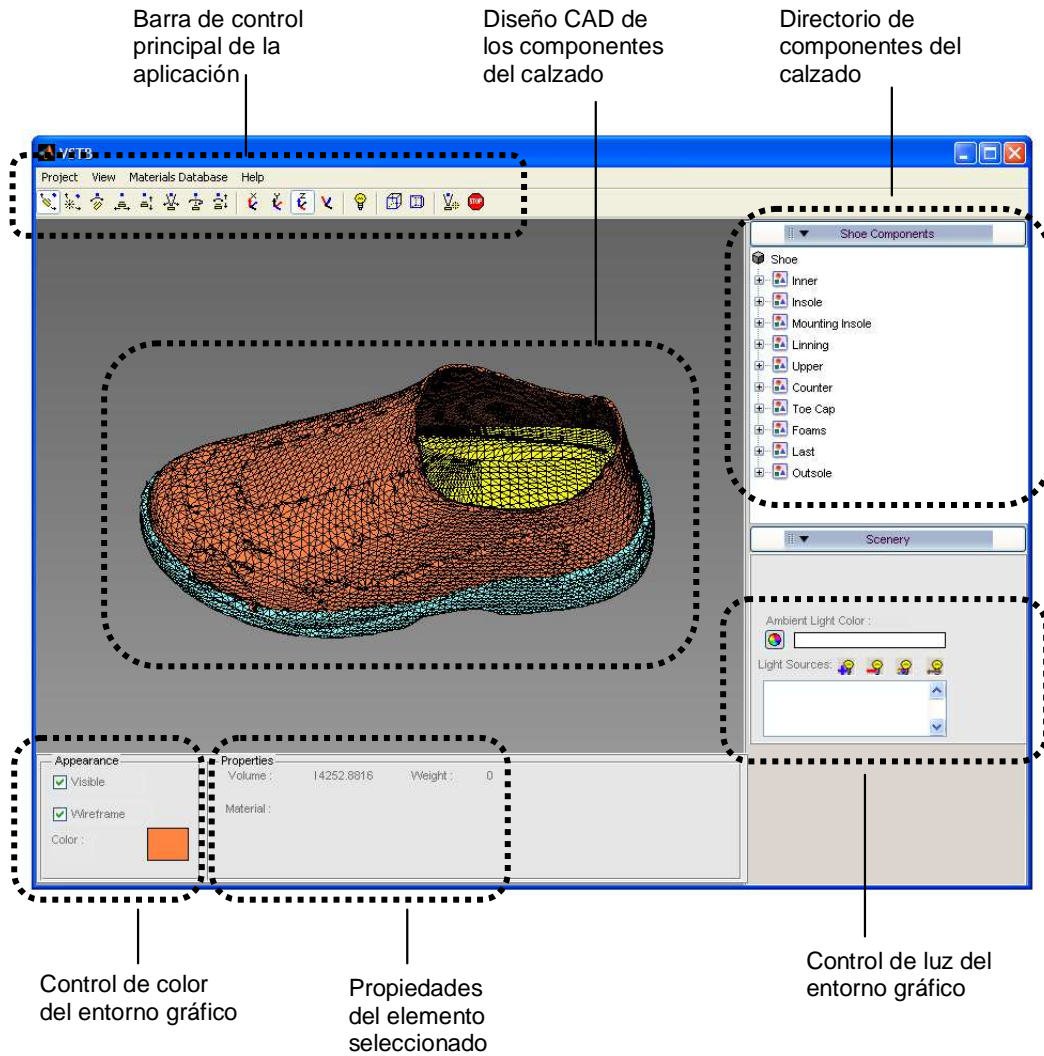 Barra de control
principal de la
aplicación
Diseño CAD de
los componentes
del calzado
Directorio de
componentes del
calzado
VSTB
Project View Materials Database Help
STOP
Shoe Components
Shoe
Inner
Insole
Mounting Insole
Linning
Upper
Counter
Toe Cap
Foams
Last
Outsole
Scenery
Ambient Light Color :
Light Sources:
Appearance
Visible
Wireframe
Color :
Properties
Volume : 14252.8816 Weight : 0
Material :
Control de color
del entorno gráfico
Propiedades
del elemento
seleccionado
Control de luz del
entorno gráfico